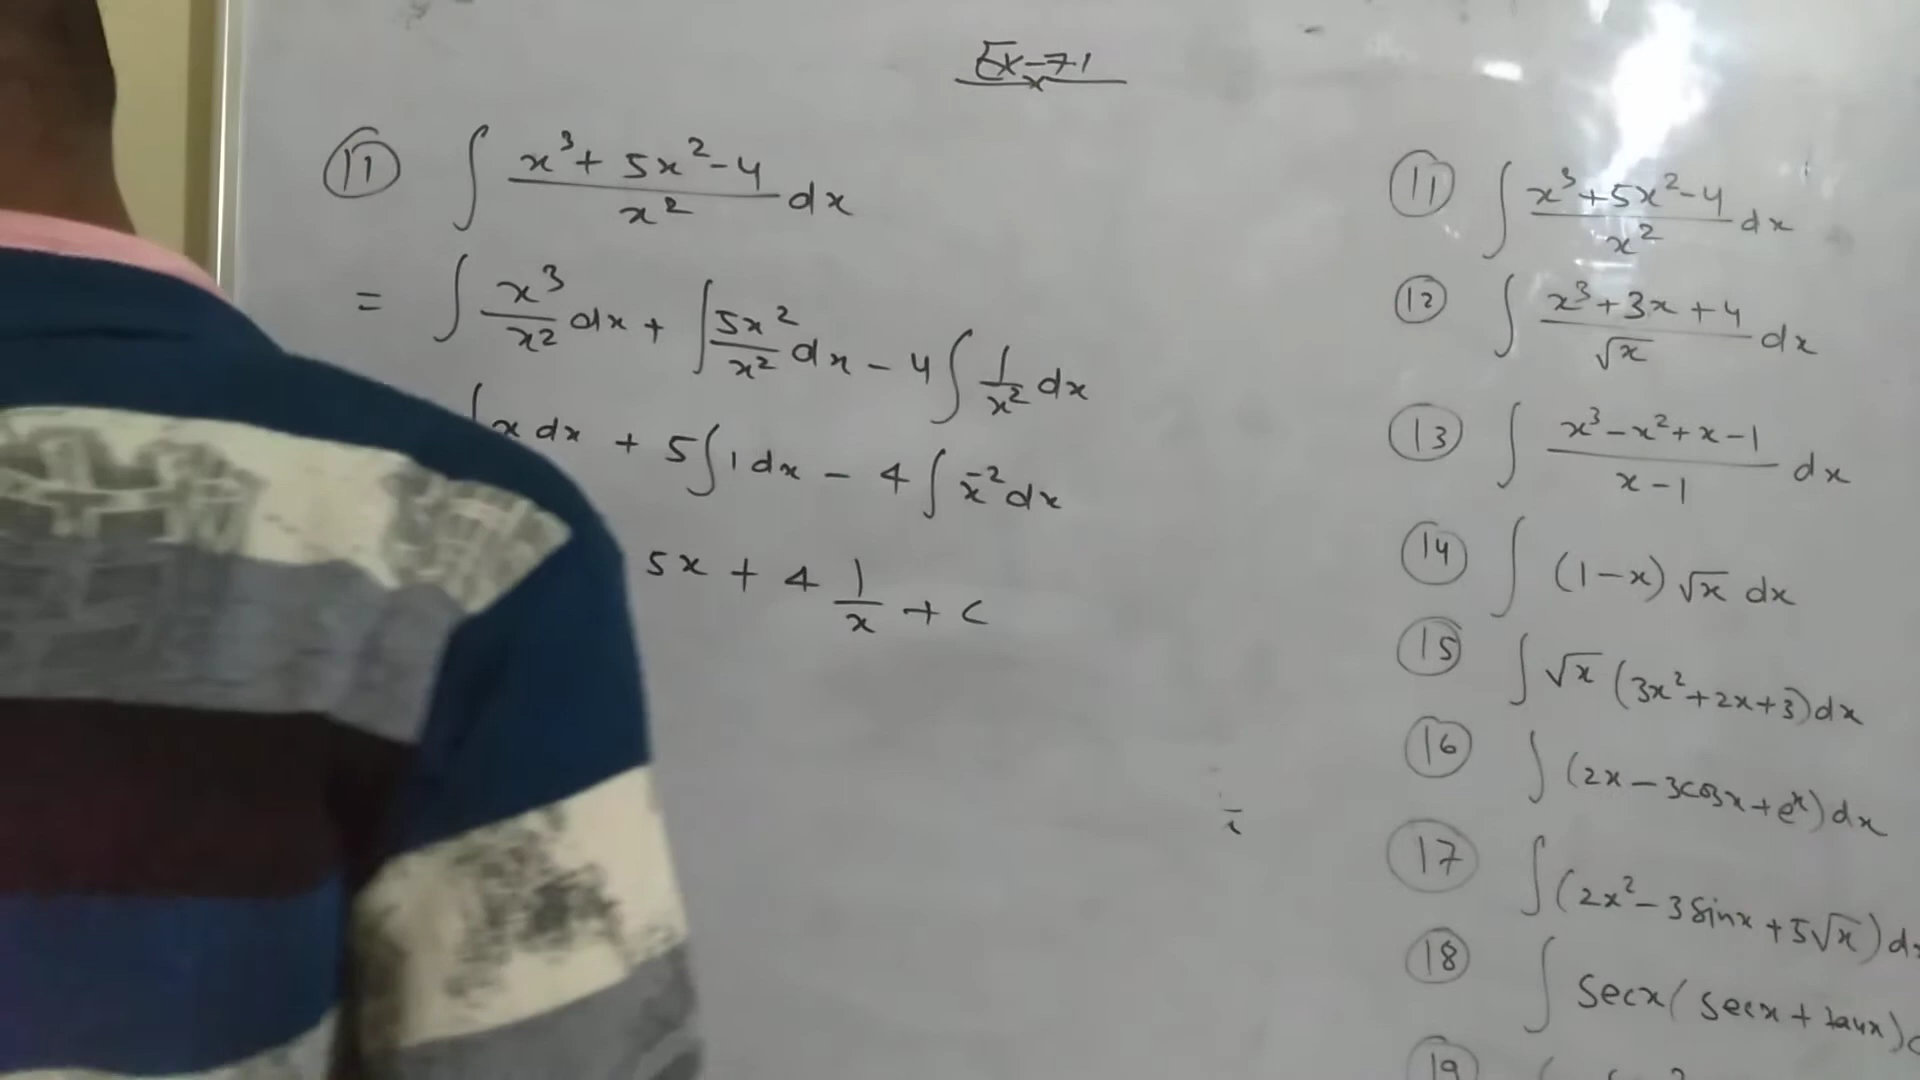 Ex-7.1
11 ∫ (x³ + 5x² - 4)/x² dx
= ∫ x³/x² dx + ∫ 5x²/x² dx - 4 ∫ 1/x² dx
∫ x dx + 5 ∫ 1 dx - 4 ∫ x⁻² dx
5x + 4 1/x + c
11 ∫ (x³ + 5x² - 4)/x² dx
12 ∫ (x³ + 3x + 4)/√x dx
13 ∫ (x³ - x² + x - 1)/(x - 1) dx
14 ∫ (1 - x) √x dx
15 ∫ √x (3x² + 2x + 3) dx
16 ∫ (2x - 3cosx + eˣ) dx
17 ∫ (2x² - 3 sinx + 5√x) d
18 ∫ secx ( secx + tanx)
19